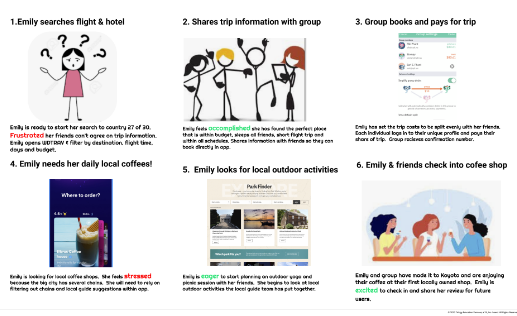 1.Emily searches flight & hotel
2. Shares trip information with group
3. Group books and pays for trip
Emily is ready to start her search to country 27 of 30.
Frustrated her friends can't agree on trip information.
Emily opens WDTRAV & filter by destination, flight time,
days and budget.
Emily feels accomplished she has found the perfect place
that is within budget, sleeps all friends, short flight trip and
within all schedules. Shares information with friends so they can
book directly in app.
Emily has set the trip costs to be split evenly with her friends.
Each individual logs in to their unique profile and pays their
share of trip. Group recieves confirmation number.
4. Emily needs her daily local coffees!
5. Emily looks for local outdoor activities
6. Emily & friends check into cofee shop
Where to order?
Park Finder
Emily is looking for local coffee shops. She feels stressed
because the big city has several chains. She will need to rely on
filtering out chains and local guide suggestions within app.
Emily is eager to start planning an outdoor yoga and
picnic session with her friends. She begins to look at local
outdoor activities the local guide team has put together.
Emily and group have made it to Kayoto and are enjoying
their coffee at their first locally owned shop. Emily is
excited to check in and share her review for future
users.